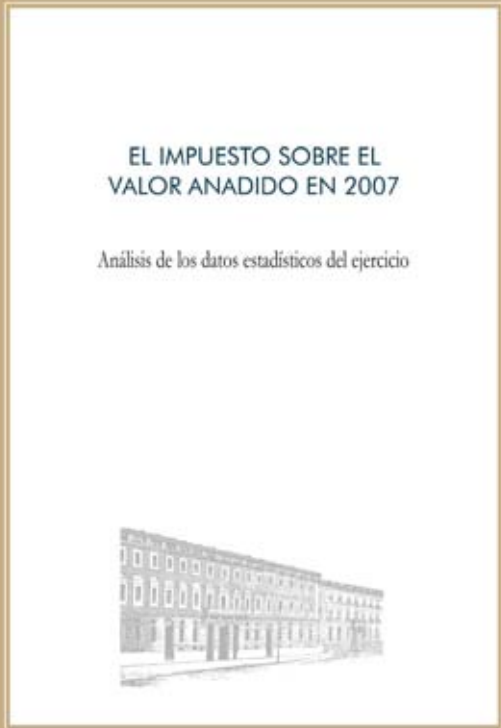 EL IMPUESTO SOBRE EL
VALOR ANADIDO EN 2007
Análisis de los datos estadísticos del ejercicio